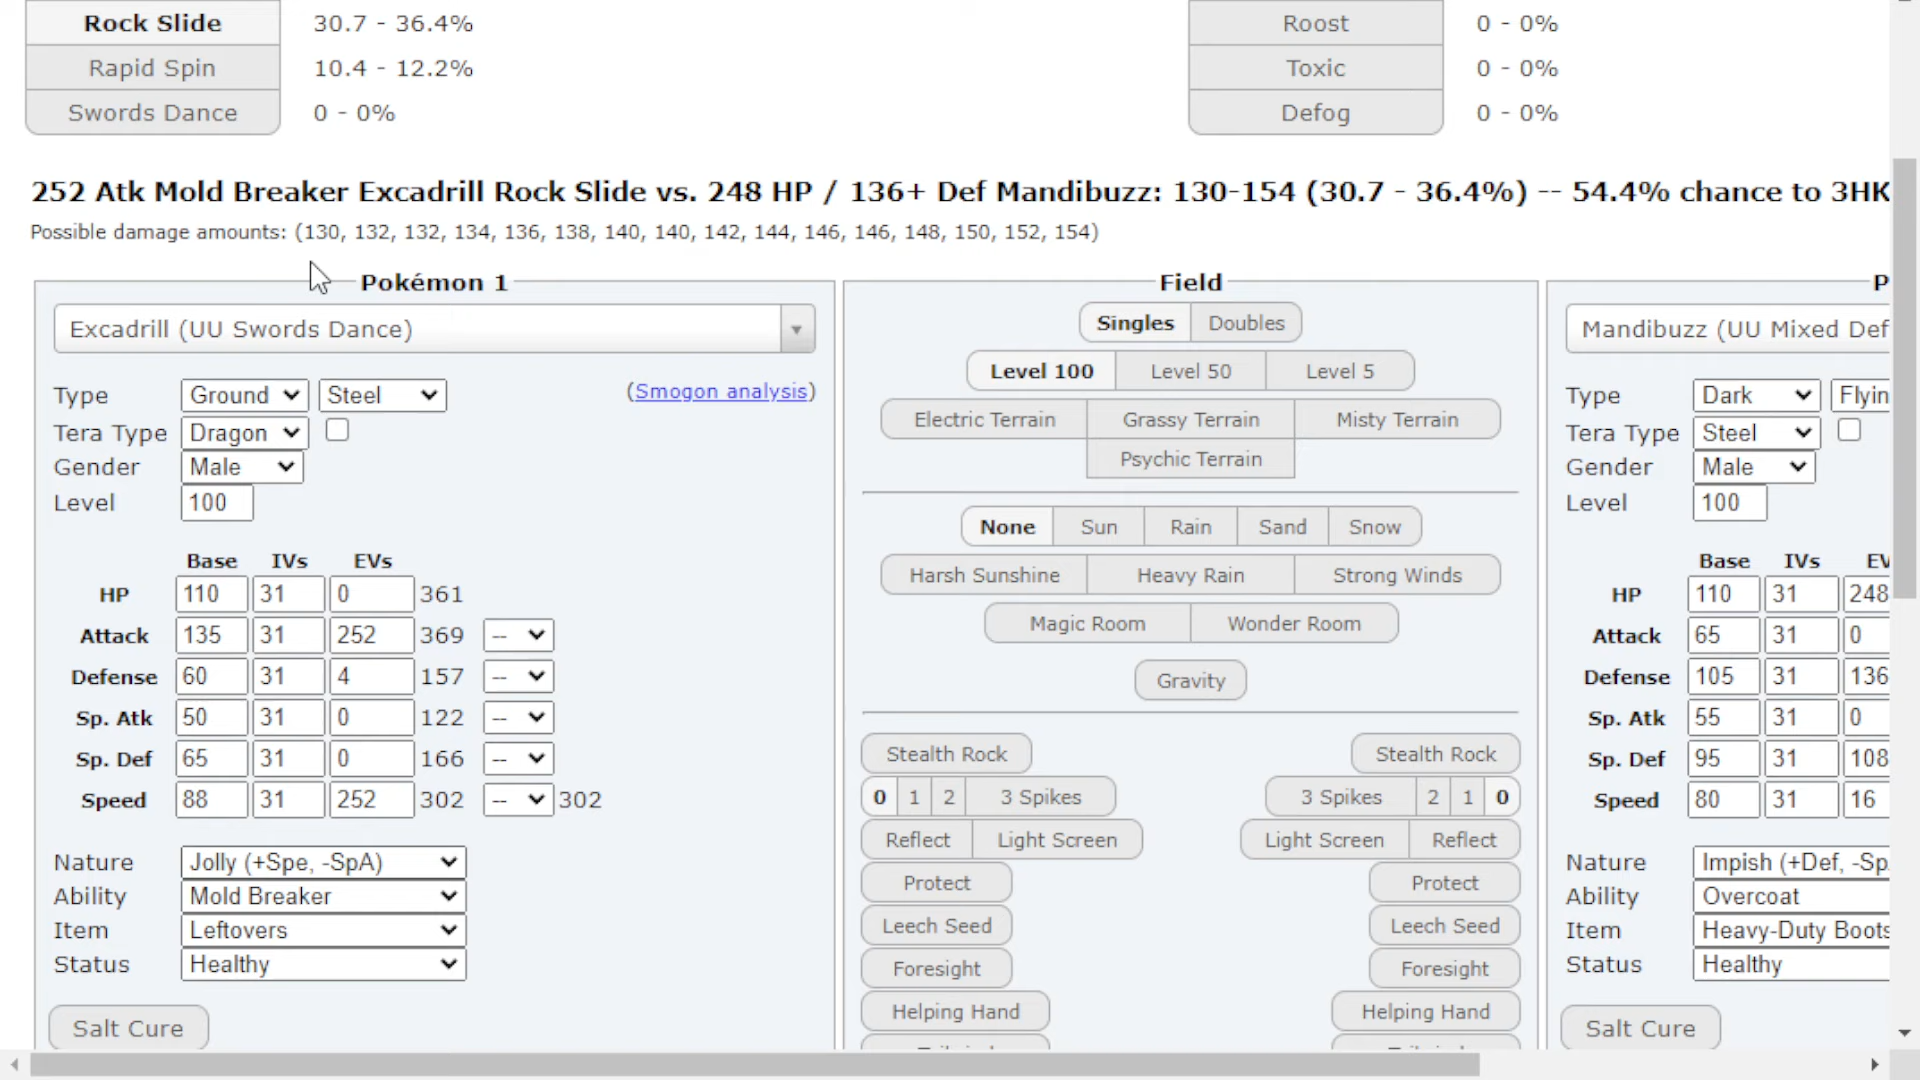 Rock Slide 30.7 - 36.4% Roost 0 - 0%
Rapid Spin 10.4 - 12.2% Toxic 0 - 0%
Swords Dance 0 - 0% Defog 0 - 0%
252 Atk Mold Breaker Excadrill Rock Slide vs. 248 HP / 136+ Def Mandibuzz: 130-154 (30.7 - 36.4%) -- 54.4% chance to 3HK
Possible damage amounts: (130, 132, 132, 134, 136, 138, 140, 140, 142, 144, 146, 146, 148, 150, 152, 154)
Pokémon 1
Excadrill (UU Swords Dance)
Type Ground Steel (Smogon analysis)
Tera Type Dragon
Gender Male
Level 100
Base IVs EVs
HP 110 31 0 361
Attack 135 31 252 369 --
Defense 60 31 4 157 --
Sp. Atk 50 31 0 122 --
Sp. Def 65 31 0 166 --
Speed 88 31 252 302 -- 302
Nature Jolly (+Spe, -SpA)
Ability Mold Breaker
Item Leftovers
Status Healthy
Salt Cure
Field
Singles Doubles
Level 100 Level 50 Level 5
Electric Terrain Grassy Terrain Misty Terrain
Psychic Terrain
None Sun Rain Sand Snow
Harsh Sunshine Heavy Rain Strong Winds
Magic Room Wonder Room
Gravity
Stealth Rock Stealth Rock
0 1 2 3 Spikes 3 Spikes 2 1 0
Reflect Light Screen Light Screen Reflect
Protect Protect
Leech Seed Leech Seed
Foresight Foresight
Helping Hand Helping Hand
P
Mandibuzz (UU Mixed Def
Type Dark Flyin
Tera Type Steel
Gender Male
Level 100
Base IVs EV
HP 110 31 248
Attack 65 31 0
Defense 105 31 136
Sp. Atk 55 31 0
Sp. Def 95 31 108
Speed 80 31 16
Nature Impish (+Def, -Sp
Ability Overcoat
Item Heavy-Duty Boots
Status Healthy
Salt Cure